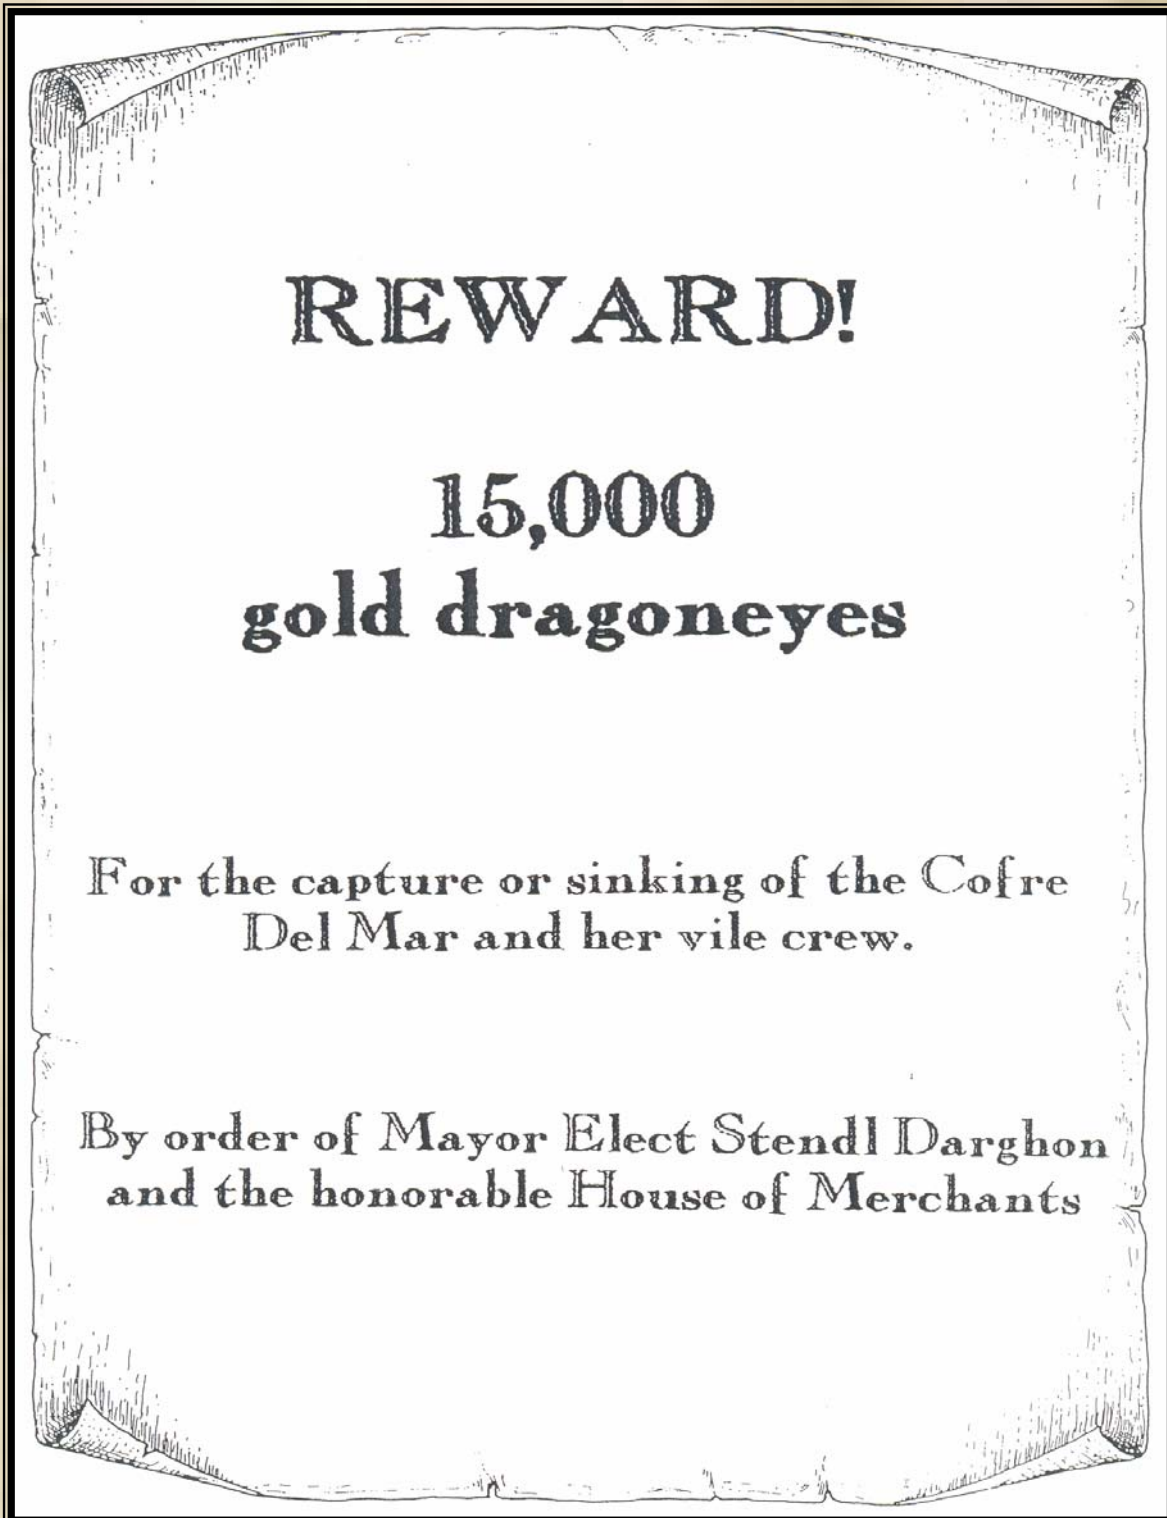 REWARD!
15,000
gold dragoneyes
For the capture or sinking of the Cofre
Del Mar and her vile crew.
By order of Mayor Elect Stendl Darghon
and the honorable House of Merchants